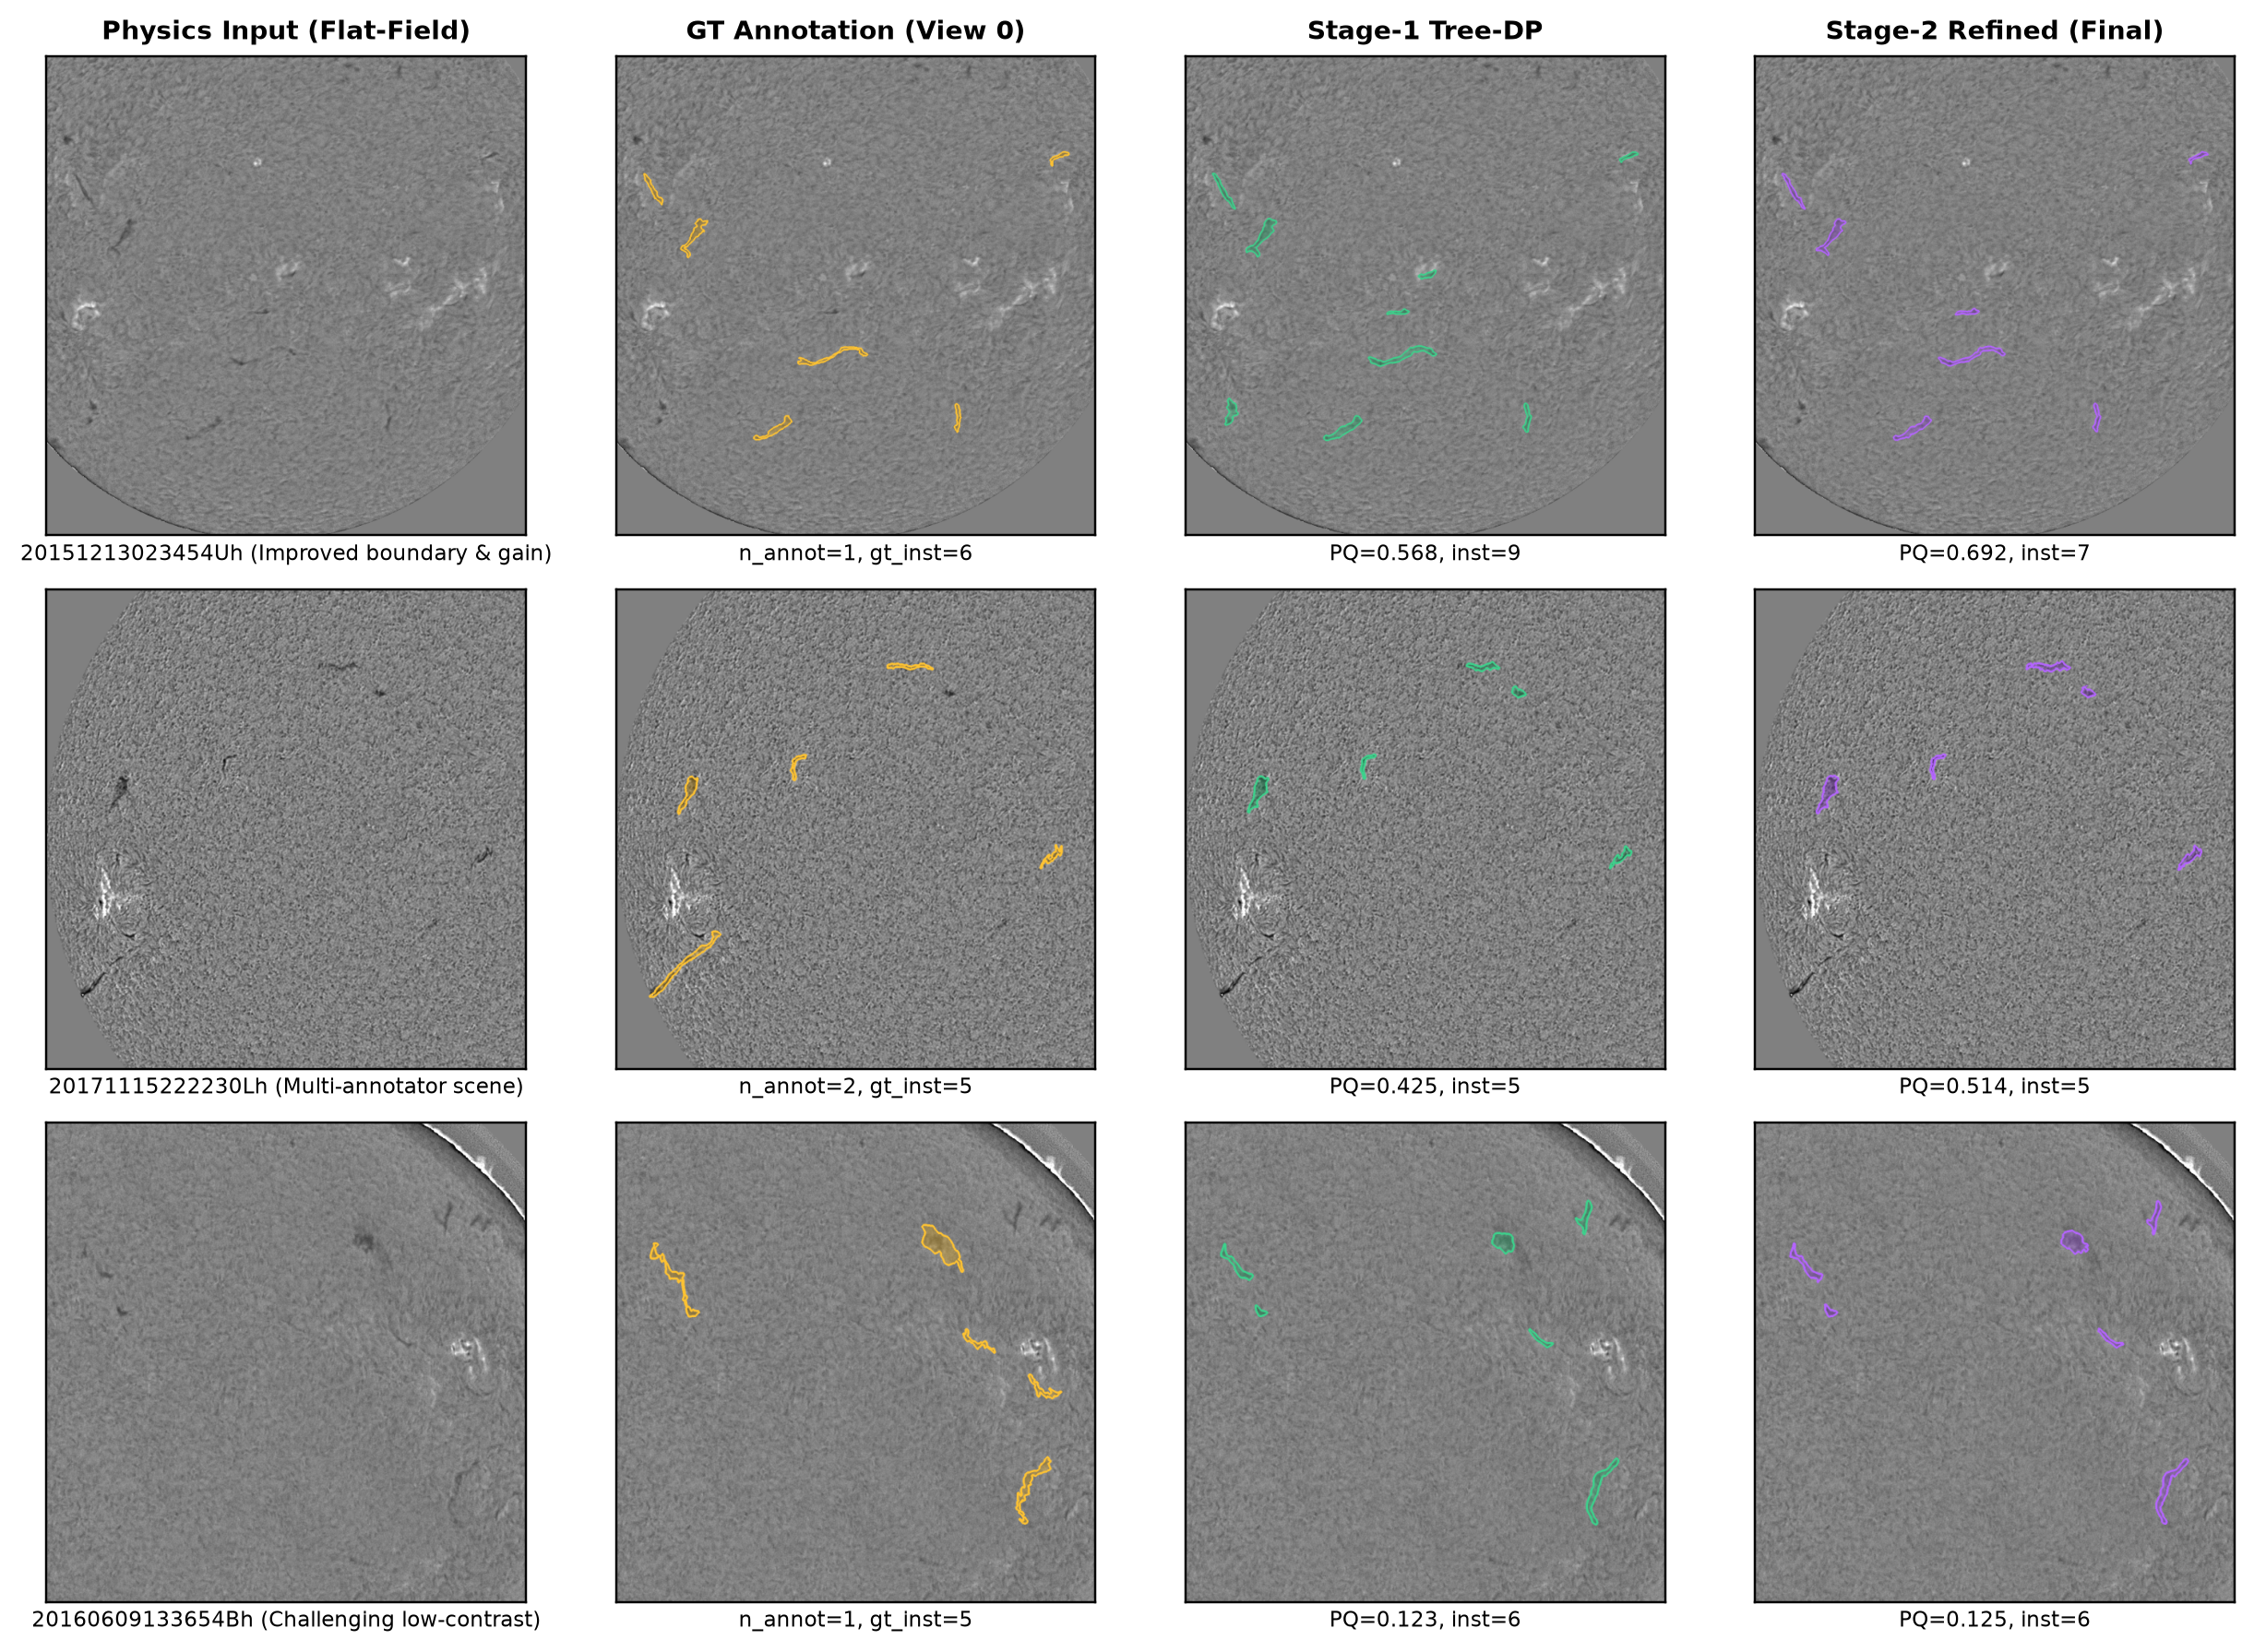 Physics Input (Flat-Field)
GT Annotation (View 0)
Stage-1 Tree-DP
Stage-2 Refined (Final)
20151213023454Uh (Improved boundary & gain)
n_annot=1, gt_inst=6
PQ=0.568, inst=9
PQ=0.692, inst=7
20171115222230Lh (Multi-annotator scene)
n_annot=2, gt_inst=5
PQ=0.425, inst=5
PQ=0.514, inst=5
20160609133654Bh (Challenging low-contrast)
n_annot=1, gt_inst=5
PQ=0.123, inst=6
PQ=0.125, inst=6